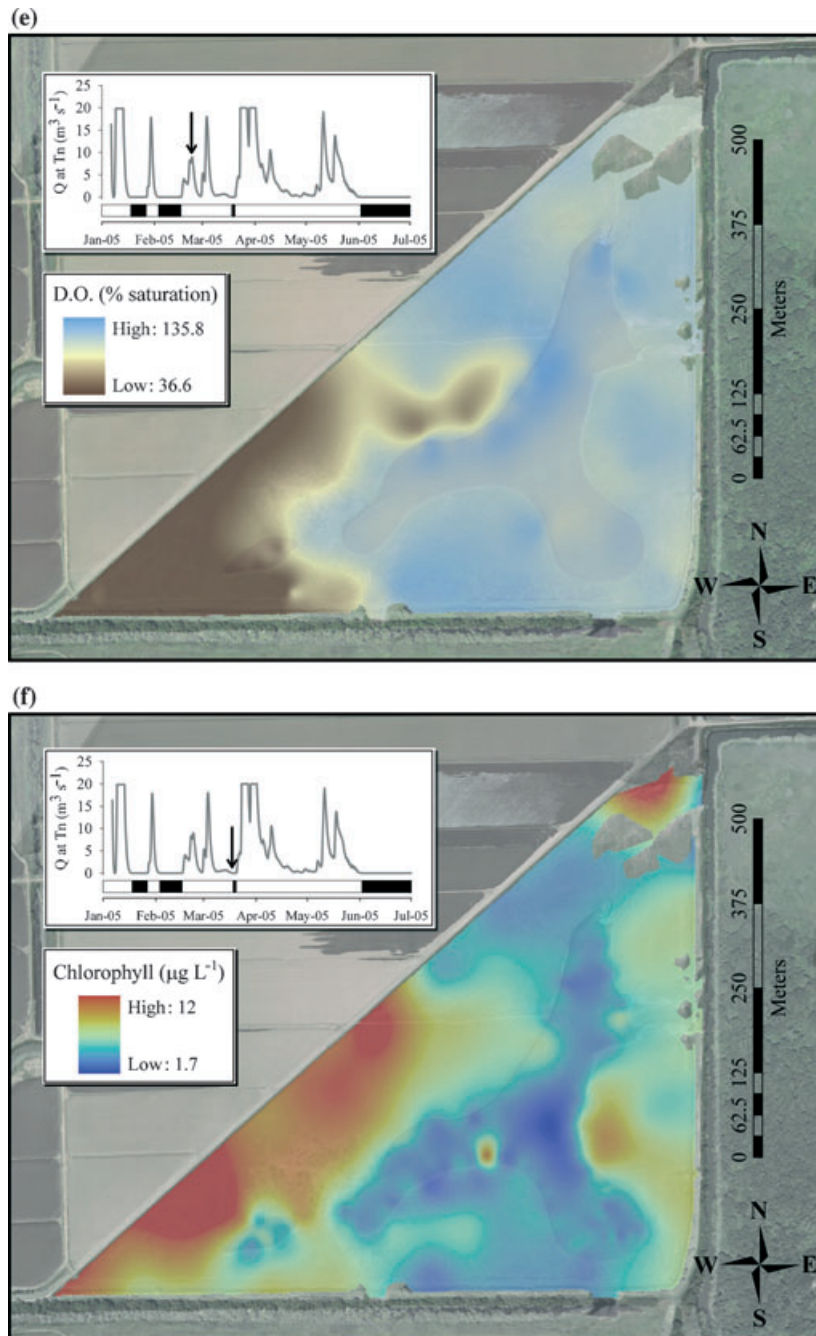 (e)
Q at Tn (m³ s⁻¹)
25
20
15
10
5
0
Jan-05 Feb-05 Mar-05 Apr-05 May-05 Jun-05 Jul-05
D.O. (% saturation)
High: 135.8
Low: 36.6
500
375
250
125
62.5
0
Meters
N
W E
S
(f)
Q at Tn (m³ s⁻¹)
25
20
15
10
5
0
Jan-05 Feb-05 Mar-05 Apr-05 May-05 Jun-05 Jul-05
Chlorophyll (µg L⁻¹)
High: 12
Low: 1.7
500
375
250
125
62.5
0
Meters
N
W E
S